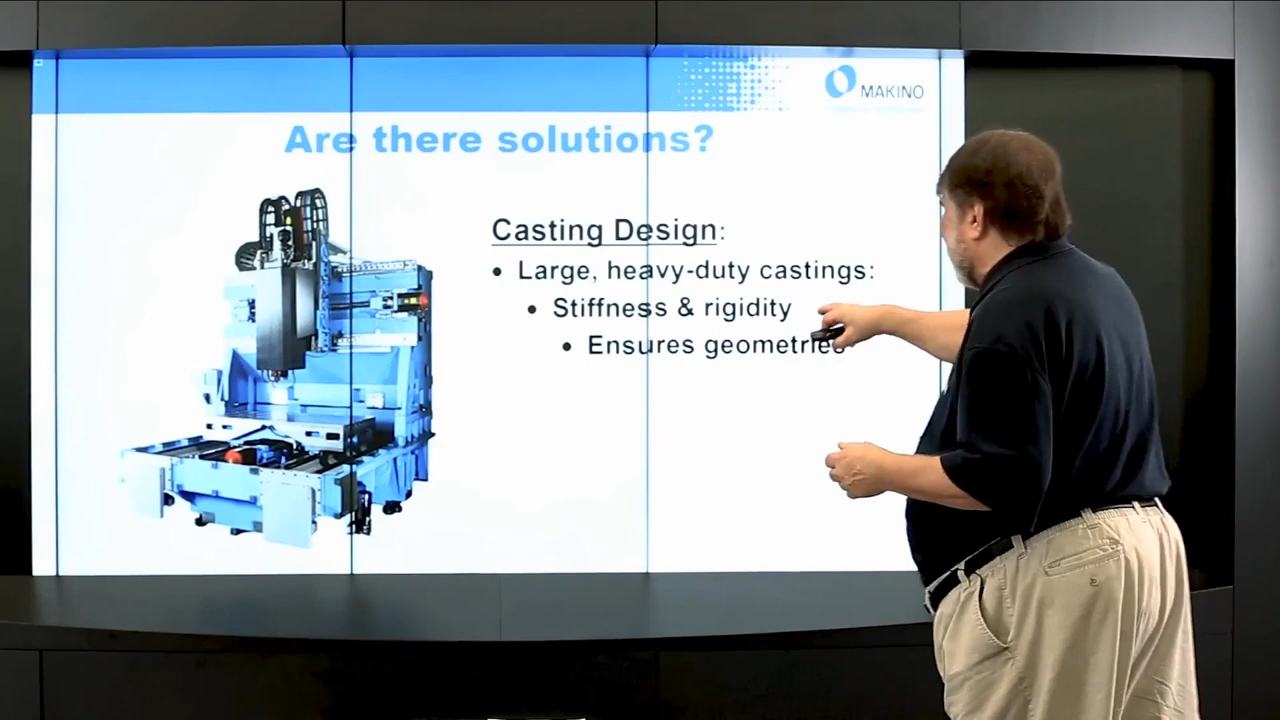 MAKINO
Are there solutions?
Casting Design:
• Large, heavy-duty castings:
• Stiffness & rigidity
• Ensures geometries